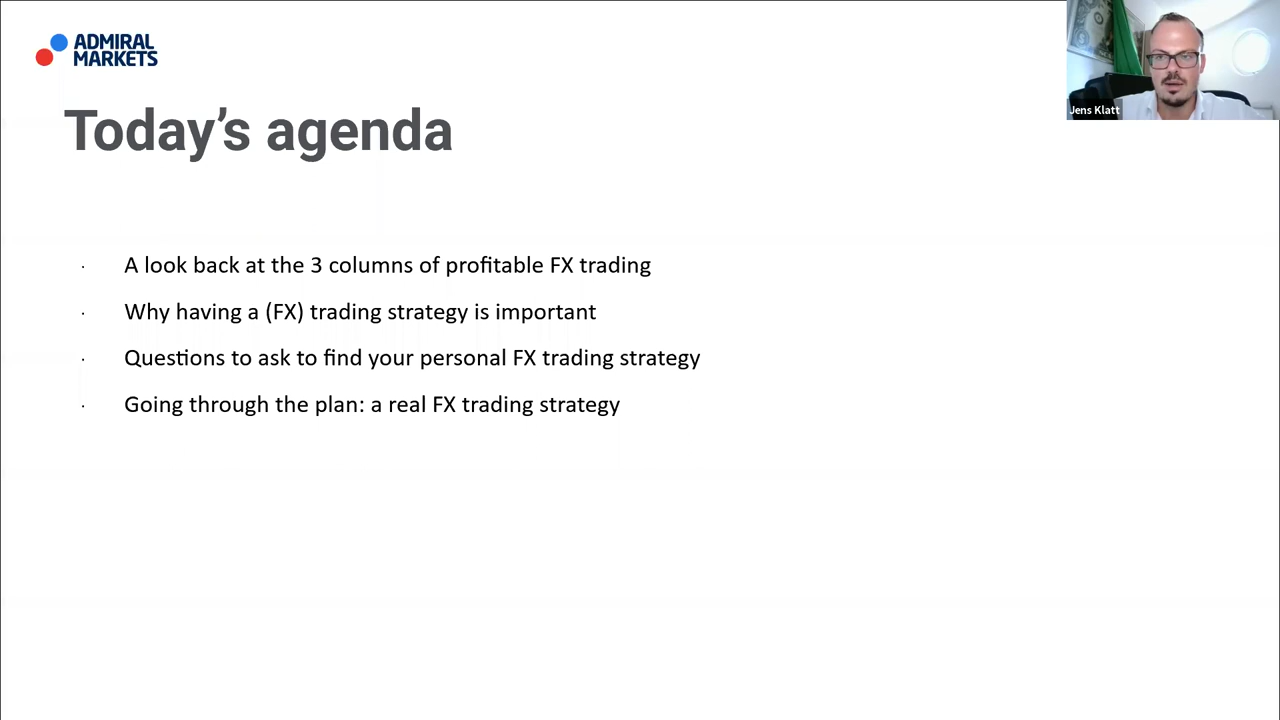 ADMIRAL
MARKETS
Jens Klatt
Today's agenda
· A look back at the 3 columns of profitable FX trading
· Why having a (FX) trading strategy is important
· Questions to ask to find your personal FX trading strategy
· Going through the plan: a real FX trading strategy